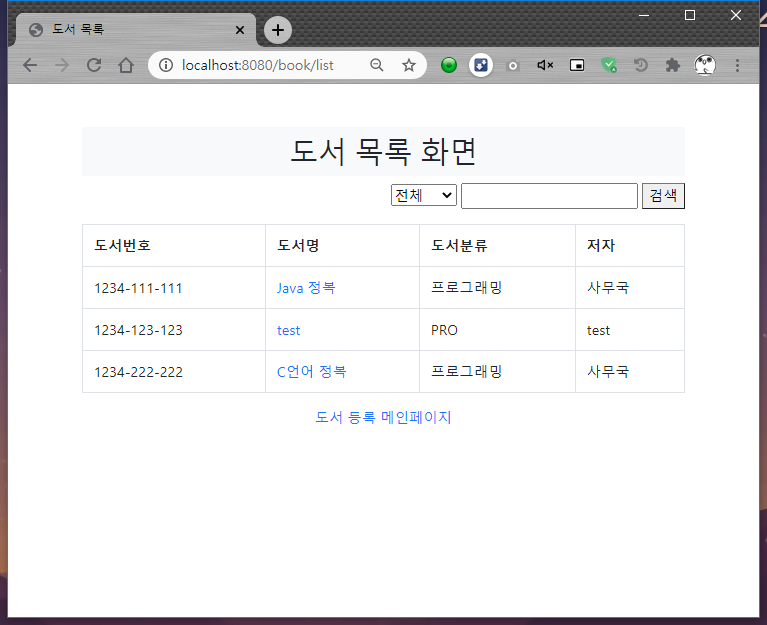 도서 목록
localhost:8080/book/list
도서 목록 화면
전체 검색
도서번호 도서명 도서분류 저자
1234-111-111 Java 정복 프로그래밍 사무국
1234-123-123 test PRO test
1234-222-222 C언어 정복 프로그래밍 사무국
도서 등록 메인페이지